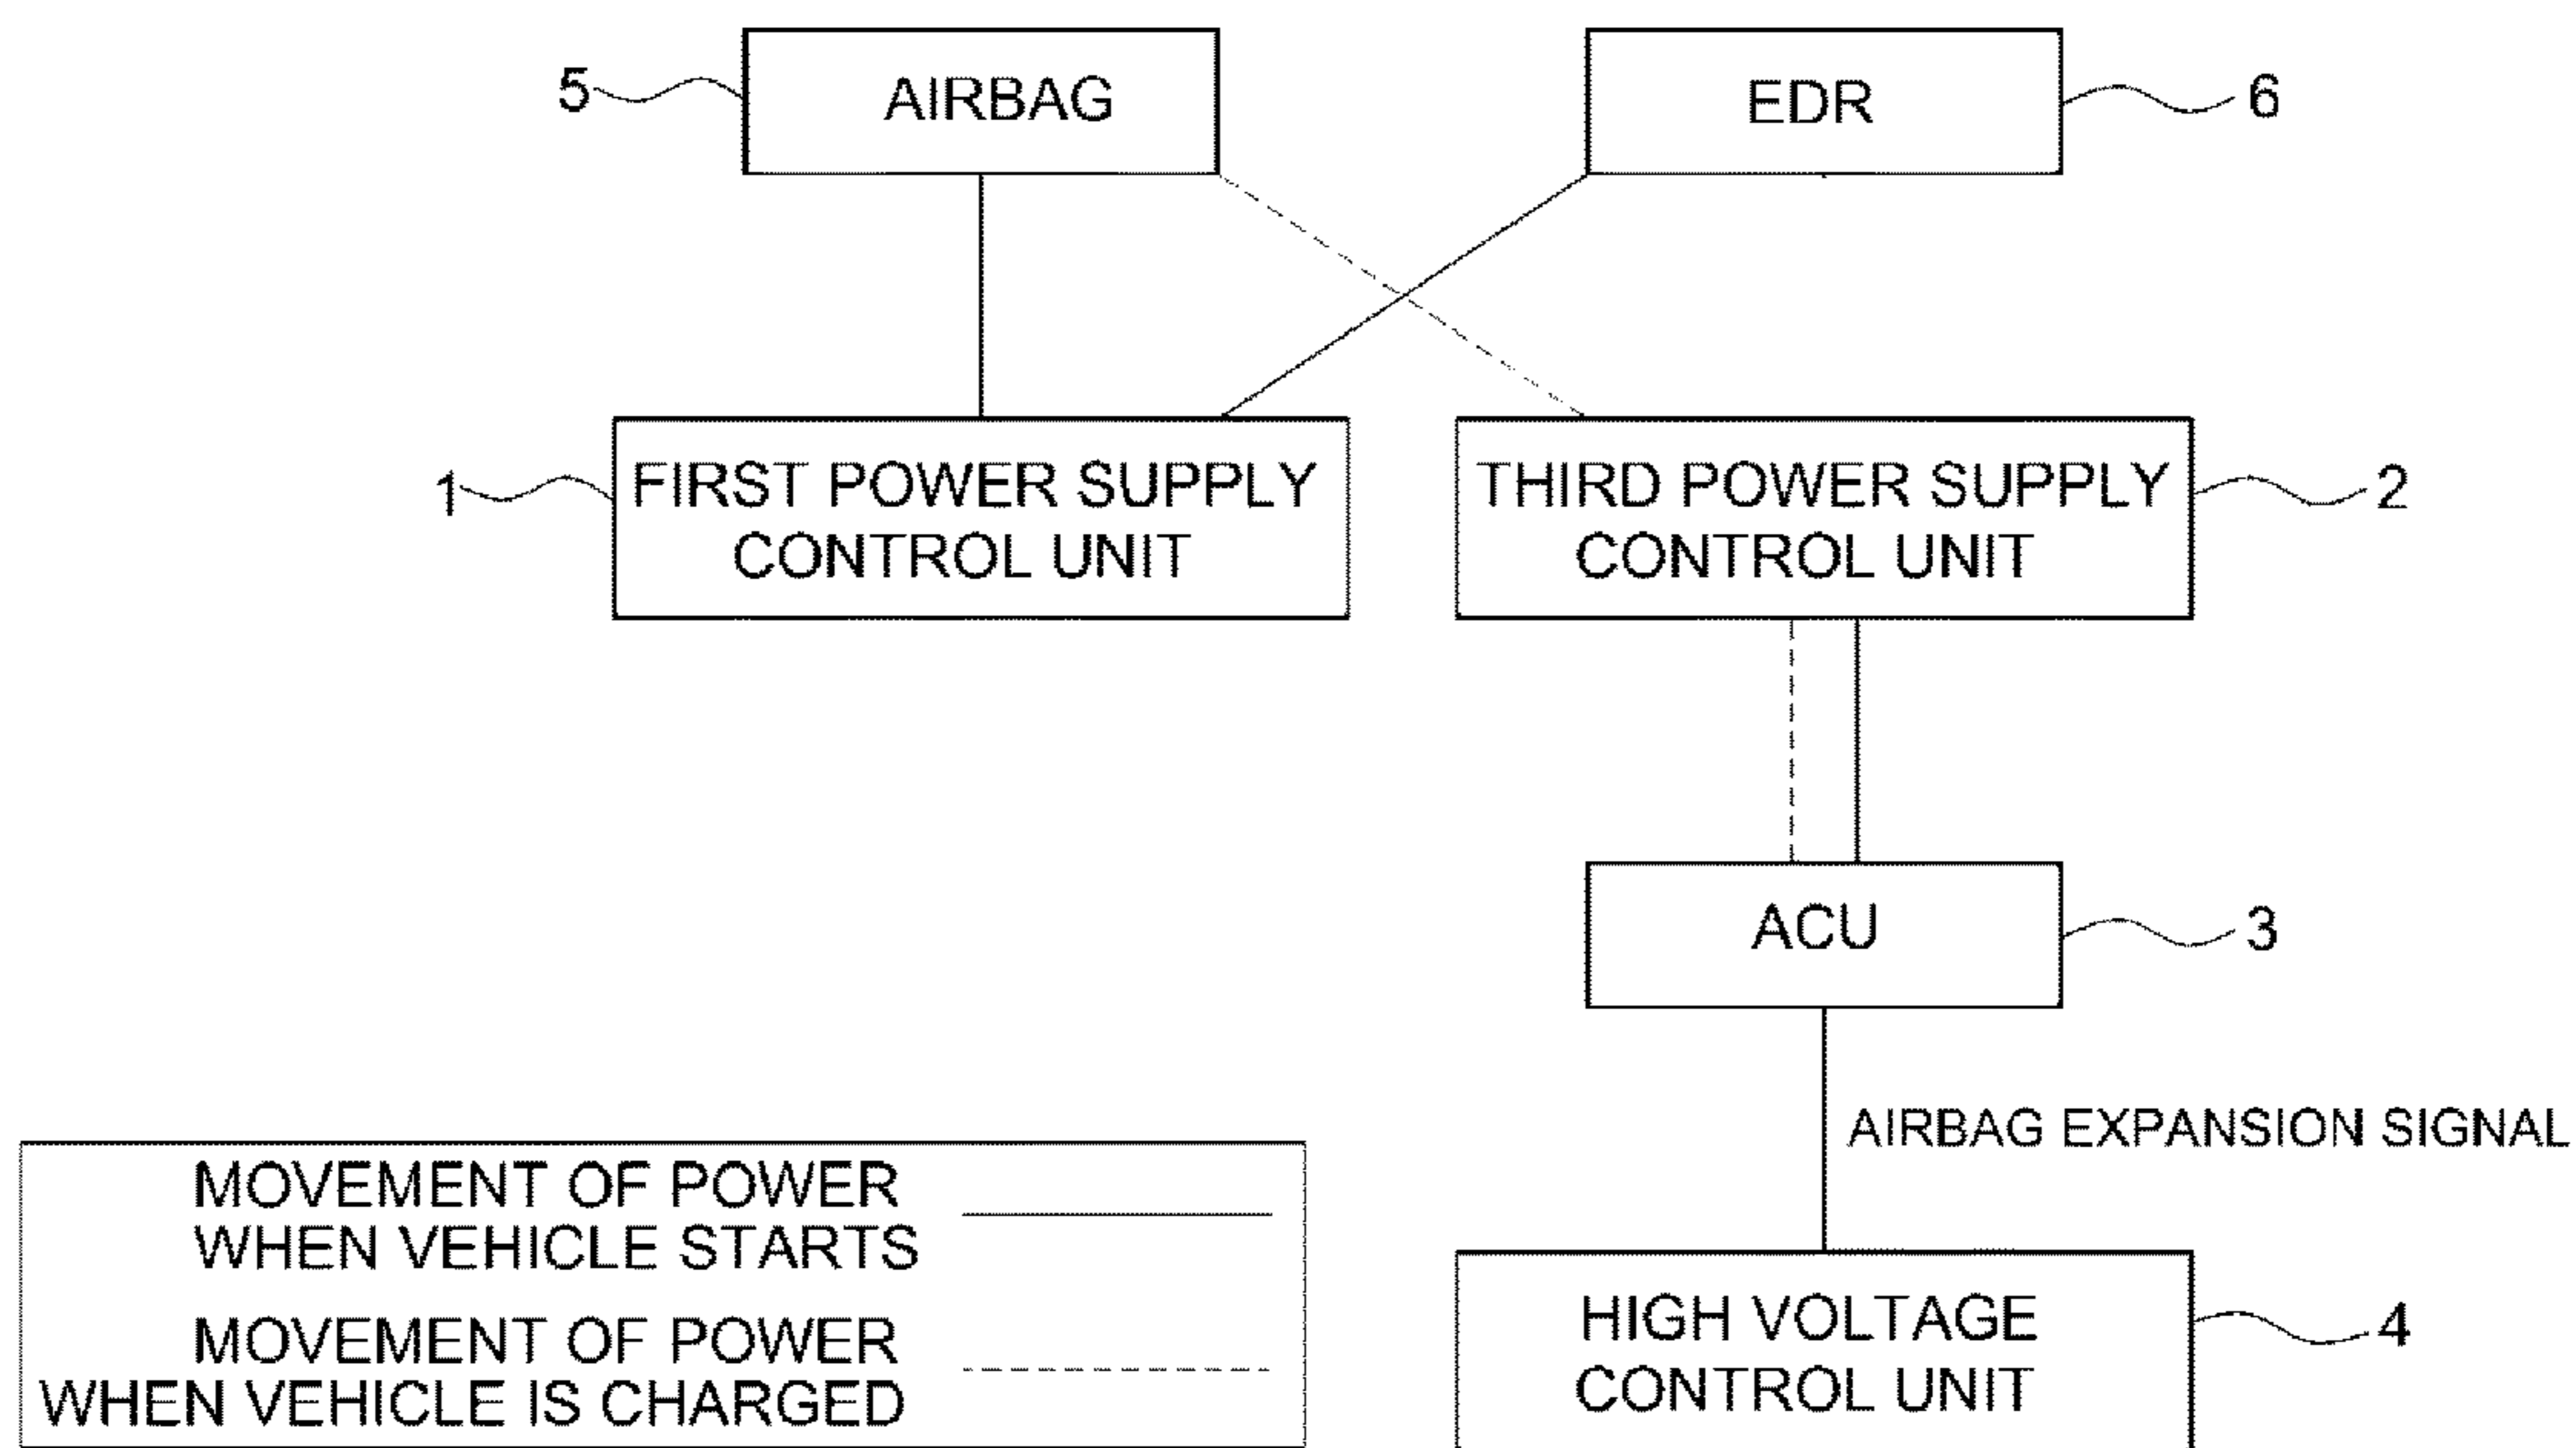 5
AIRBAG
EDR
6
1
FIRST POWER SUPPLY
CONTROL UNIT
THIRD POWER SUPPLY
CONTROL UNIT
2
ACU
3
AIRBAG EXPANSION SIGNAL
MOVEMENT OF POWER
WHEN VEHICLE STARTS
MOVEMENT OF POWER
WHEN VEHICLE IS CHARGED
HIGH VOLTAGE
CONTROL UNIT
4